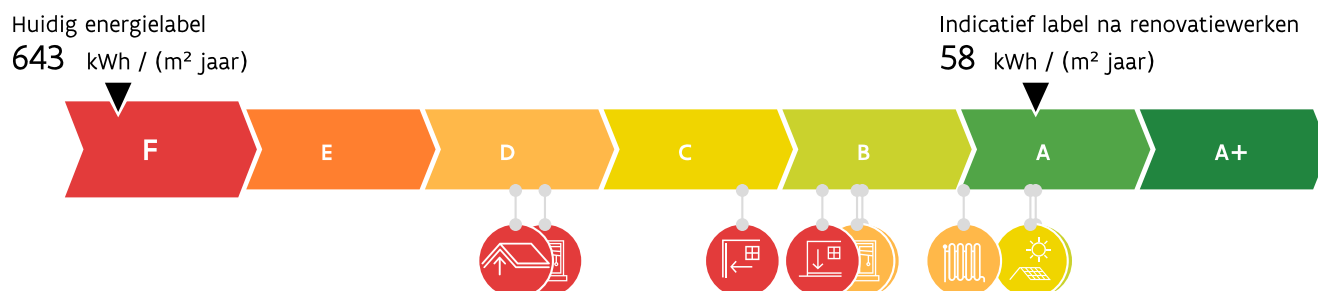 Huidig energielabel
643 kWh / (m² jaar)
Indicatief label na renovatiewerken
58 kWh / (m² jaar)
F E D C B A A+